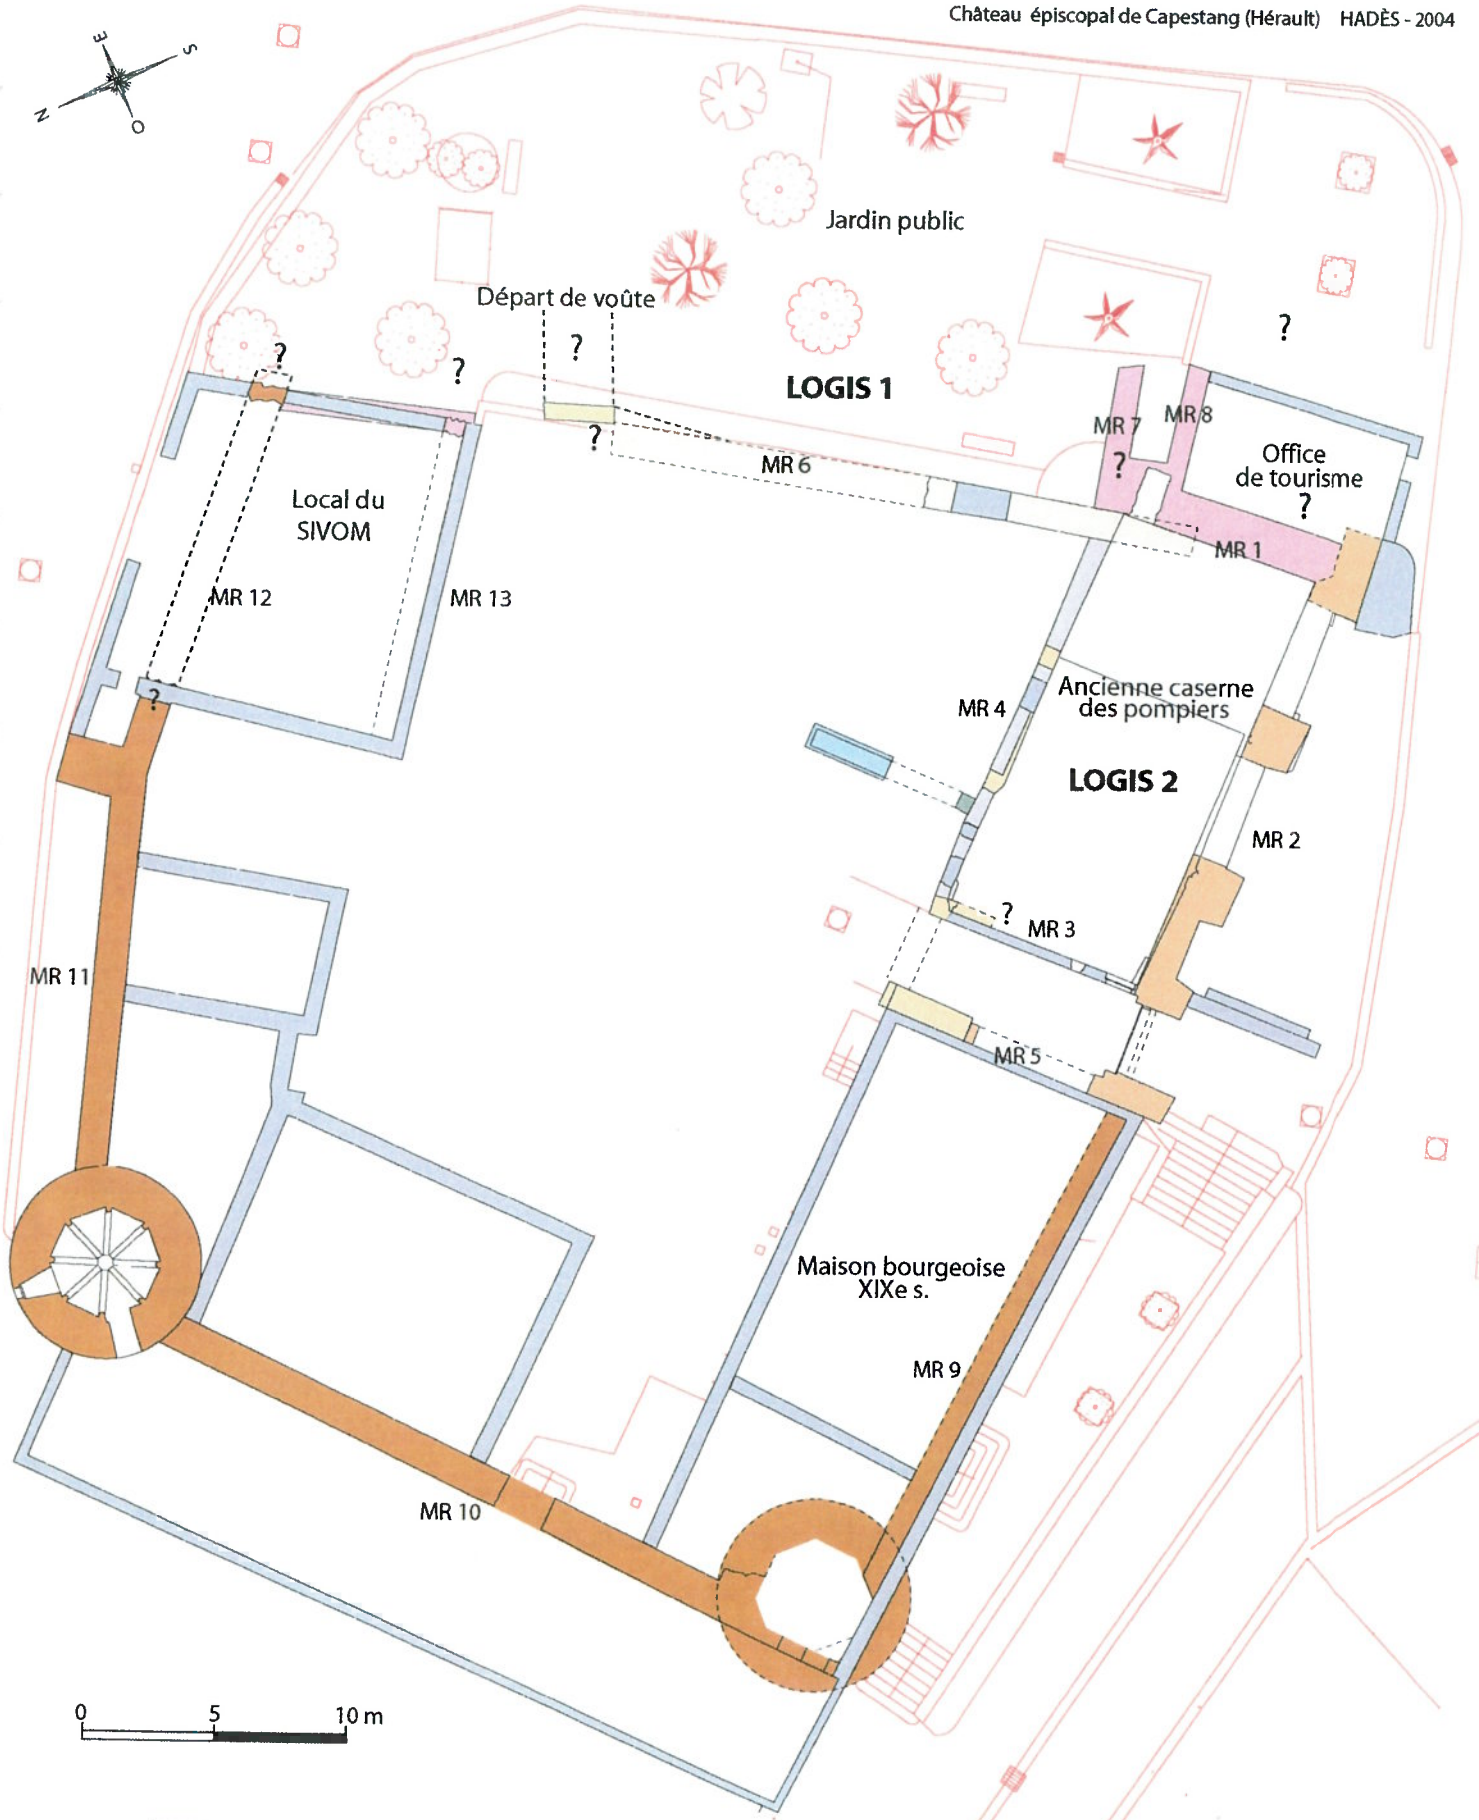 Château épiscopal de Capestang (Hérault) HADÈS - 2004
E
S
N
O
Jardin public
Départ de voûte
?
?
?
?
?
LOGIS 1
MR 7
MR 8
?
Office
de tourisme
?
MR 6
MR 1
Local du
SIVOM
MR 12
MR 13
?
MR 4
Ancienne caserne
des pompiers
LOGIS 2
MR 2
?
MR 3
MR 11
MR 5
Maison bourgeoise
XIXe s.
MR 9
MR 10
0 5 10 m